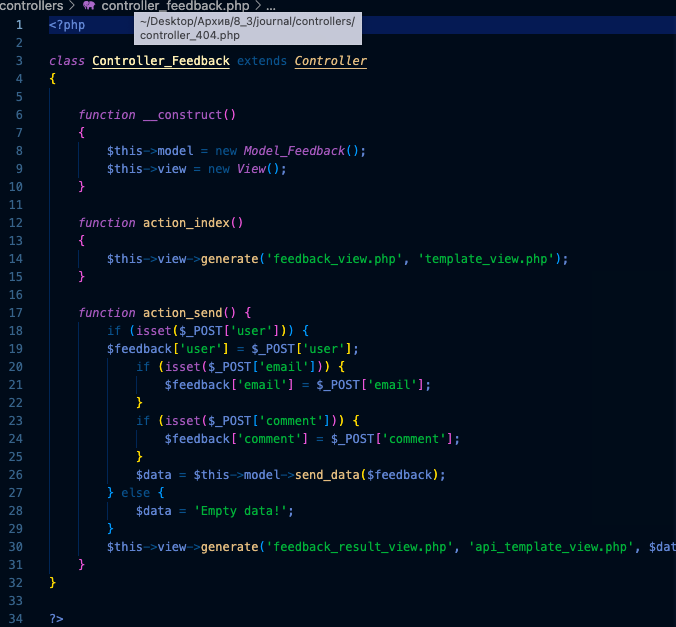 controllers > controller_feedback.php > ...
~/Desktop/Архив/8_3/journal/controllers/
controller_404.php
1 <?php
2
3 class Controller_Feedback extends Controller
4 {
5
6     function __construct()
7     {
8         $this->model = new Model_Feedback();
9         $this->view = new View();
10     }
11
12     function action_index()
13     {
14         $this->view->generate('feedback_view.php', 'template_view.php');
15     }
16
17     function action_send() {
18         if (isset($_POST['user'])) {
19         $feedback['user'] = $_POST['user'];
20             if (isset($_POST['email'])) {
21                 $feedback['email'] = $_POST['email'];
22             }
23             if (isset($_POST['comment'])) {
24                 $feedback['comment'] = $_POST['comment'];
25             }
26             $data = $this->model->send_data($feedback);
27         } else {
28             $data = 'Empty data!';
29         }
30         $this->view->generate('feedback_result_view.php', 'api_template_view.php', $dat
31     }
32 }
33
34 ?>